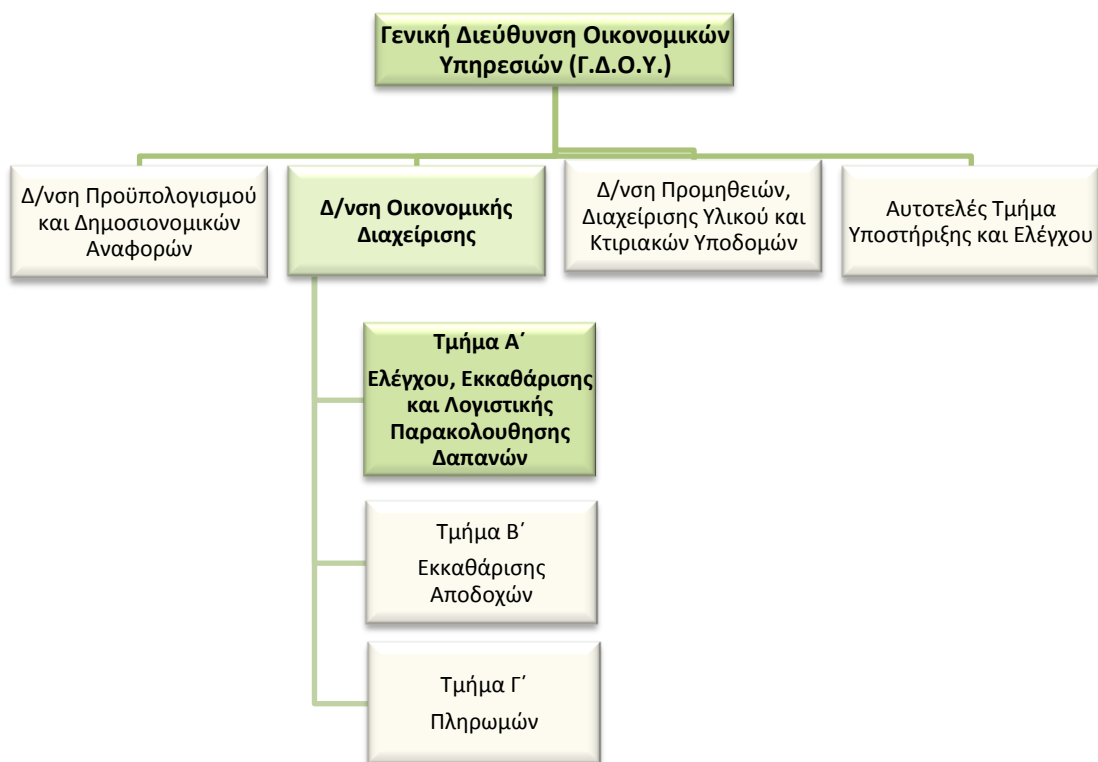 Γενική Διεύθυνση Οικονομικών
Υπηρεσιών (Γ.Δ.Ο.Υ.)
Δ/νση Προϋπολογισμού
και Δημοσιονομικών
Αναφορών
Δ/νση Οικονομικής
Διαχείρισης
Δ/νση Προμηθειών,
Διαχείρισης Υλικού και
Κτιριακών Υποδομών
Αυτοτελές Τμήμα
Υποστήριξης και Ελέγχου
Τμήμα Α΄
Ελέγχου, Εκκαθάρισης
και Λογιστικής
Παρακολουθησης
Δαπανών
Τμήμα Β΄
Εκκαθάρισης
Αποδοχών
Τμήμα Γ΄
Πληρωμών